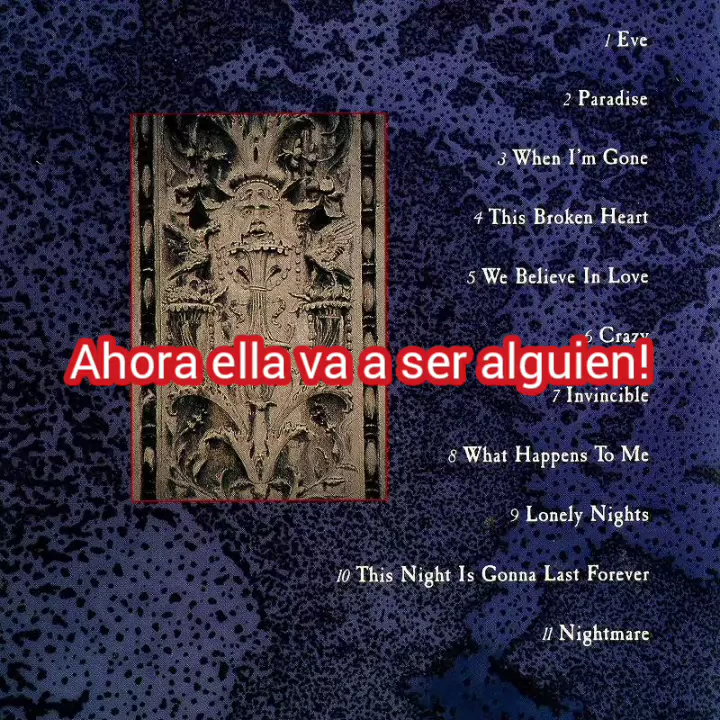 1 Eve
2 Paradise
3 When I'm Gone
4 This Broken Heart
5 We Believe In Love
6 Crazy
Ahora ella va a ser alguien!
7 Invincible
8 What Happens To Me
9 Lonely Nights
10 This Night Is Gonna Last Forever
11 Nightmare